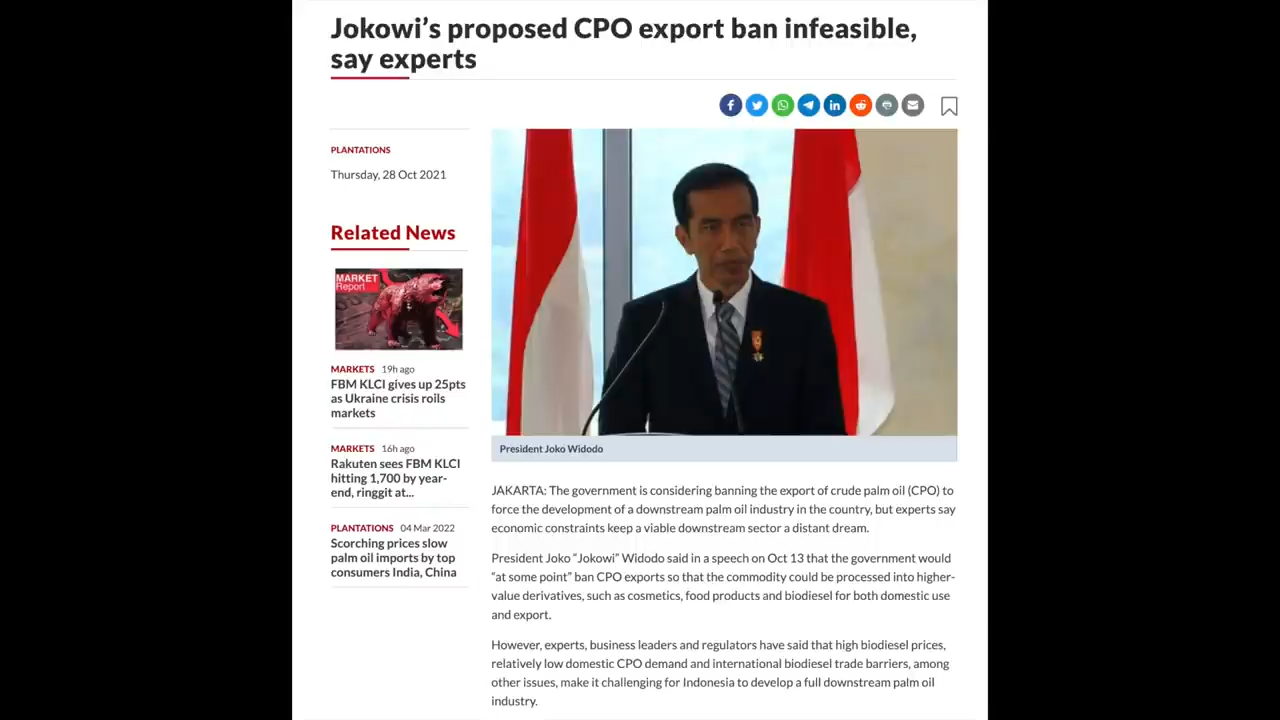 Jokowi's proposed CPO export ban infeasible,
say experts
PLANTATIONS
Thursday, 28 Oct 2021
Related News
MARKET
Report
MARKETS 19h ago
FBM KLCI gives up 25pts
as Ukraine crisis roils
markets
MARKETS 16h ago
Rakuten sees FBM KLCI
hitting 1,700 by year-
end, ringgit at...
PLANTATIONS 04 Mar 2022
Scorching prices slow
palm oil imports by top
consumers India, China
President Joko Widodo
JAKARTA: The government is considering banning the export of crude palm oil (CPO) to
force the development of a downstream palm oil industry in the country, but experts say
economic constraints keep a viable downstream sector a distant dream.
President Joko “Jokowi” Widodo said in a speech on Oct 13 that the government would
“at some point” ban CPO exports so that the commodity could be processed into higher-
value derivatives, such as cosmetics, food products and biodiesel for both domestic use
and export.
However, experts, business leaders and regulators have said that high biodiesel prices,
relatively low domestic CPO demand and international biodiesel trade barriers, among
other issues, make it challenging for Indonesia to develop a full downstream palm oil
industry.